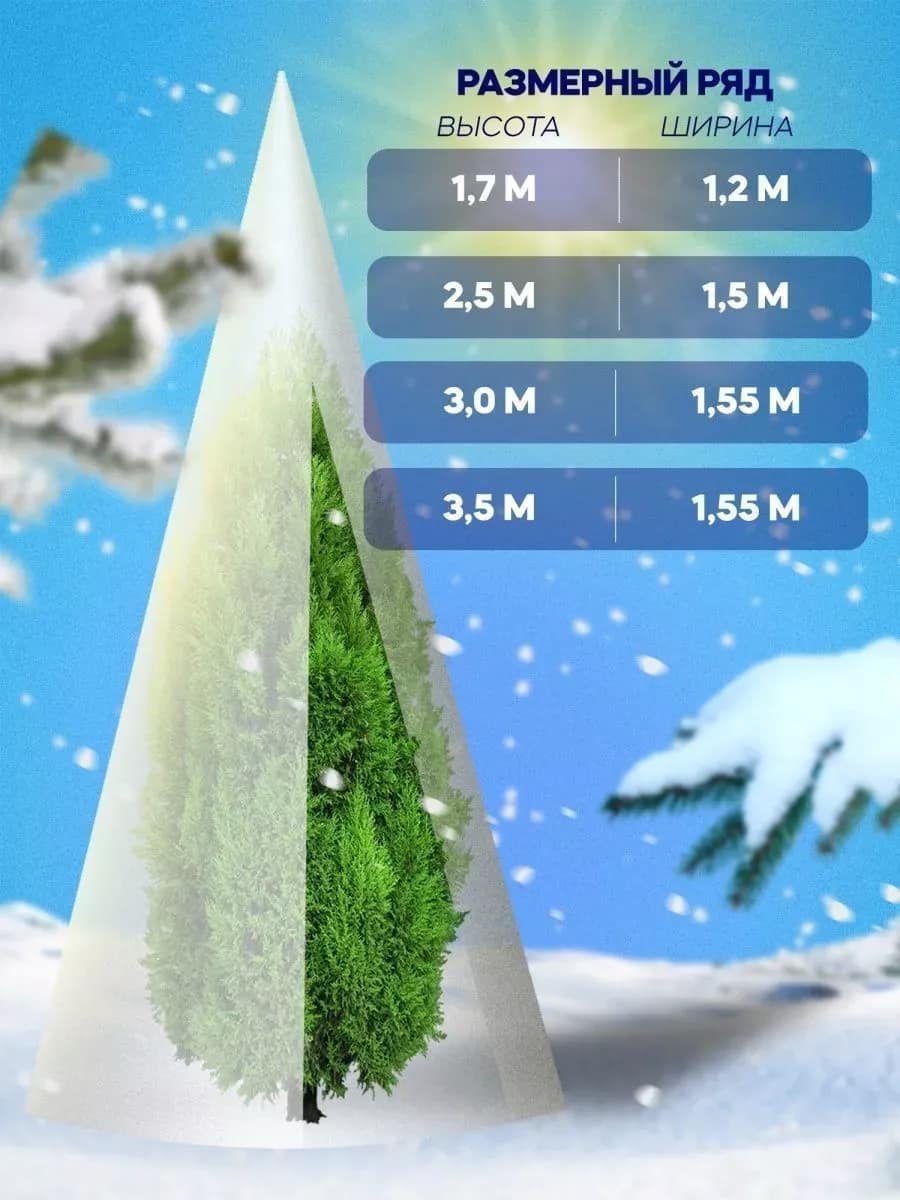 РАЗМЕРНЫЙ РЯД
ВЫСОТА ШИРИНА
1,7 М 1,2 М
2,5 М 1,5 М
3,0 М 1,55 М
3,5 М 1,55 М